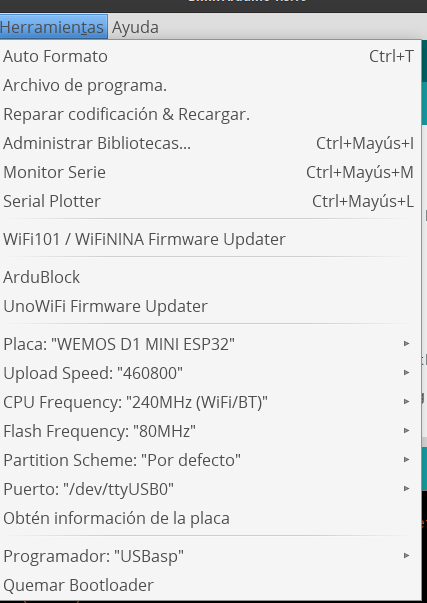 Herramientas Ayuda
Auto Formato Ctrl+T
Archivo de programa.
Reparar codificación & Recargar.
Administrar Bibliotecas... Ctrl+Mayús+I
Monitor Serie Ctrl+Mayús+M
Serial Plotter Ctrl+Mayús+L
WiFi101 / WiFiNINA Firmware Updater
ArduBlock
UnoWiFi Firmware Updater
Placa: "WEMOS D1 MINI ESP32"
Upload Speed: "460800"
CPU Frequency: "240MHz (WiFi/BT)"
Flash Frequency: "80MHz"
Partition Scheme: "Por defecto"
Puerto: "/dev/ttyUSB0"
Obtén información de la placa
Programador: "USBasp"
Quemar Bootloader